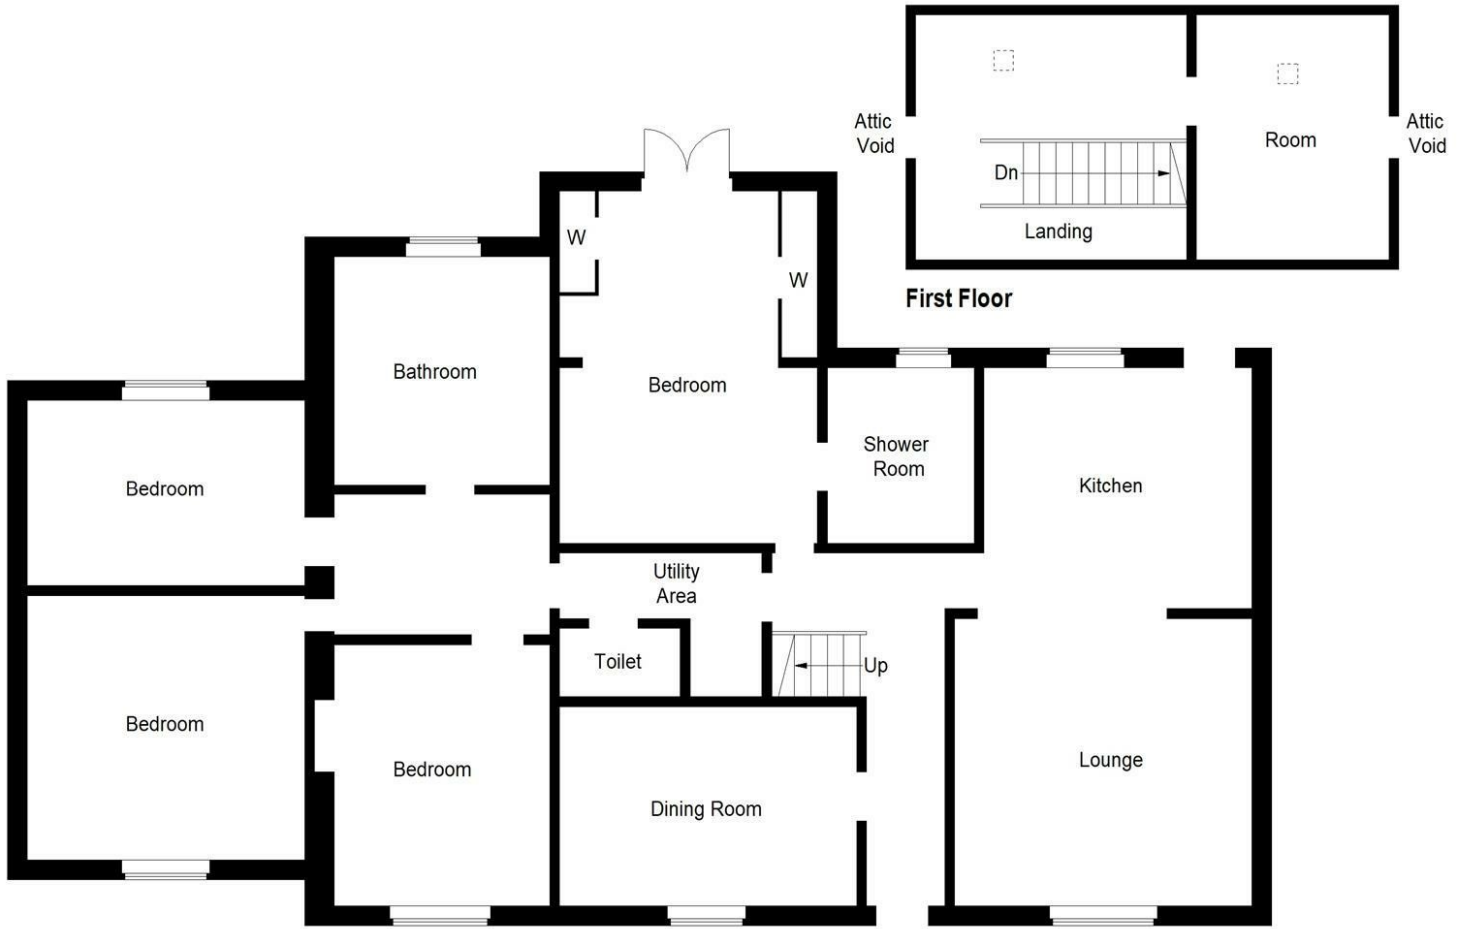 Attic
Void
Room
Attic
Void
Dn
Landing
First Floor
W
W
Bathroom
Bedroom
Shower
Room
Kitchen
Bedroom
Utility
Area
Toilet
Up
Bedroom
Bedroom
Dining Room
Lounge